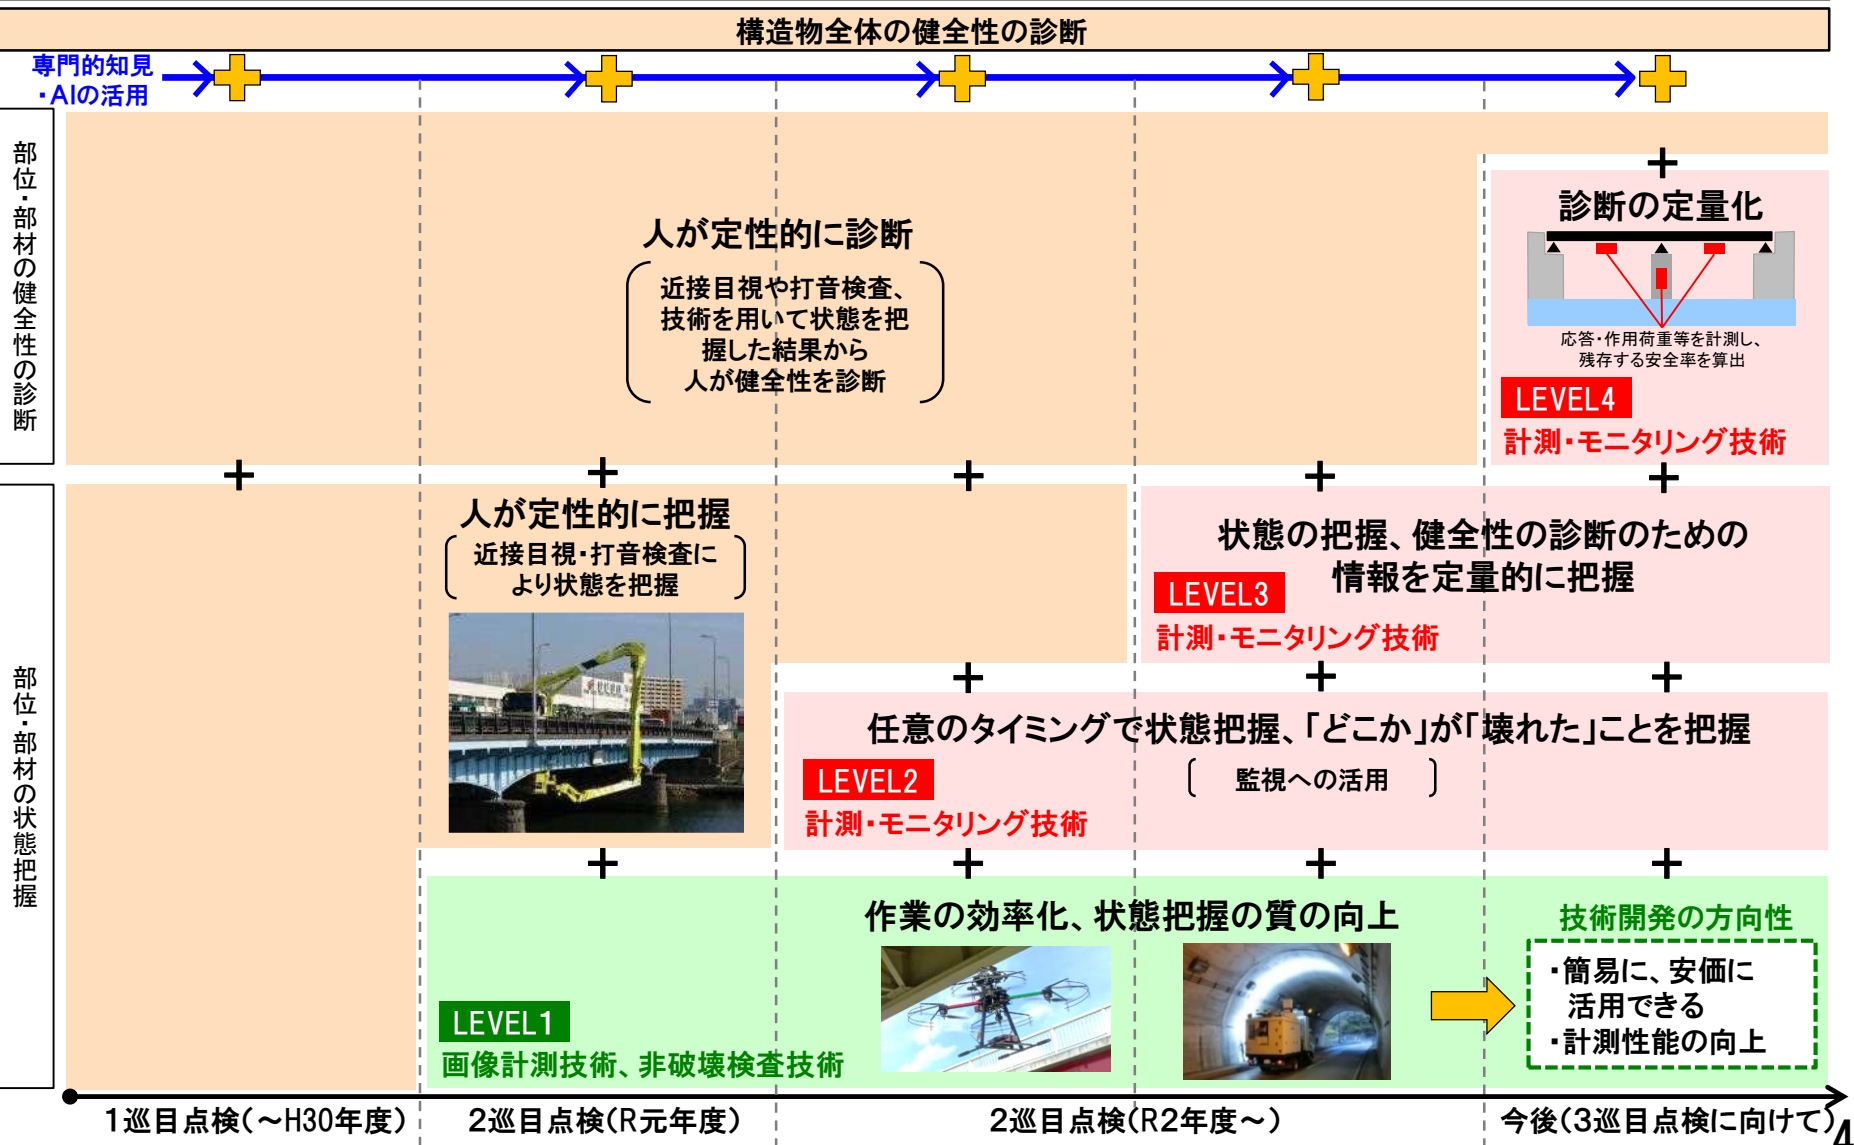 構造物全体の健全性の診断
専門的知見
・AIの活用
部位・部材の健全性の診断
人が定性的に診断
近接目視や打音検査、
技術を用いて状態を把
握した結果から
人が健全性を診断
診断の定量化
応答・作用荷重等を計測し、
残存する安全率を算出
LEVEL4
計測・モニタリング技術
部位・部材の状態把握
人が定性的に把握
近接目視・打音検査に
より状態を把握
状態の把握、健全性の診断のための
情報を定量的に把握
LEVEL3
計測・モニタリング技術
任意のタイミングで状態把握、「どこか」が「壊れた」ことを把握
監視への活用
LEVEL2
計測・モニタリング技術
作業の効率化、状態把握の質の向上
LEVEL1
画像計測技術、非破壊検査技術
技術開発の方向性
・簡易に、安価に
活用できる
・計測性能の向上
1巡目点検(～H30年度)
2巡目点検(R元年度)
2巡目点検(R2年度～)
今後(3巡目点検に向けて)
4